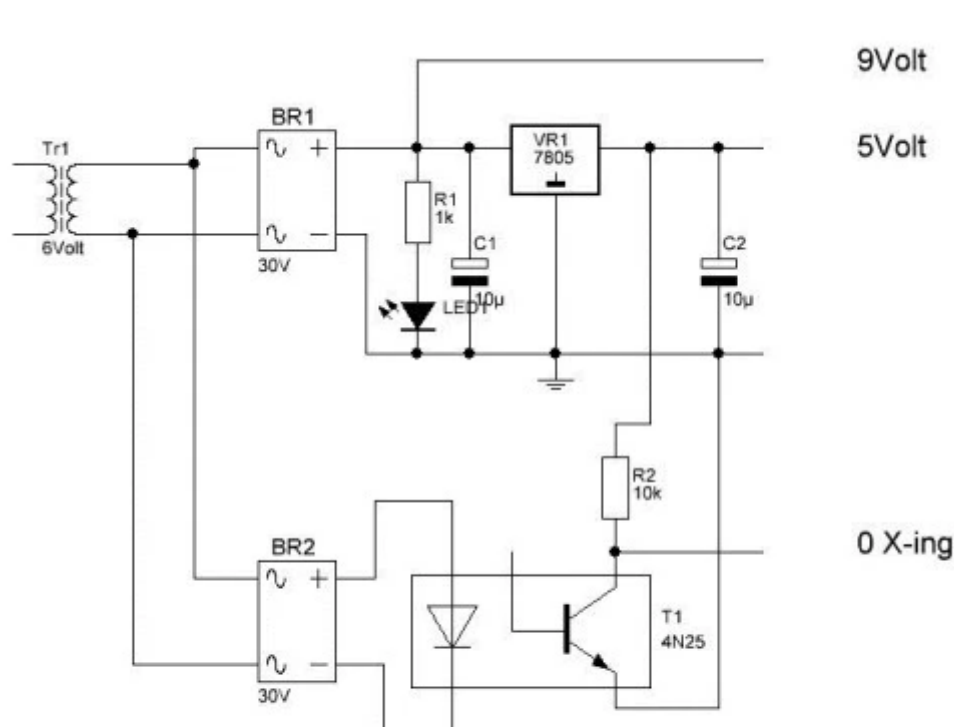 9Volt
BR1
Tr1
VR1
7805
5Volt
R1
1k
6Volt
30V
C1
C2
LED1
10µ
10µ
R2
10k
BR2
0 X-ing
T1
4N25
30V